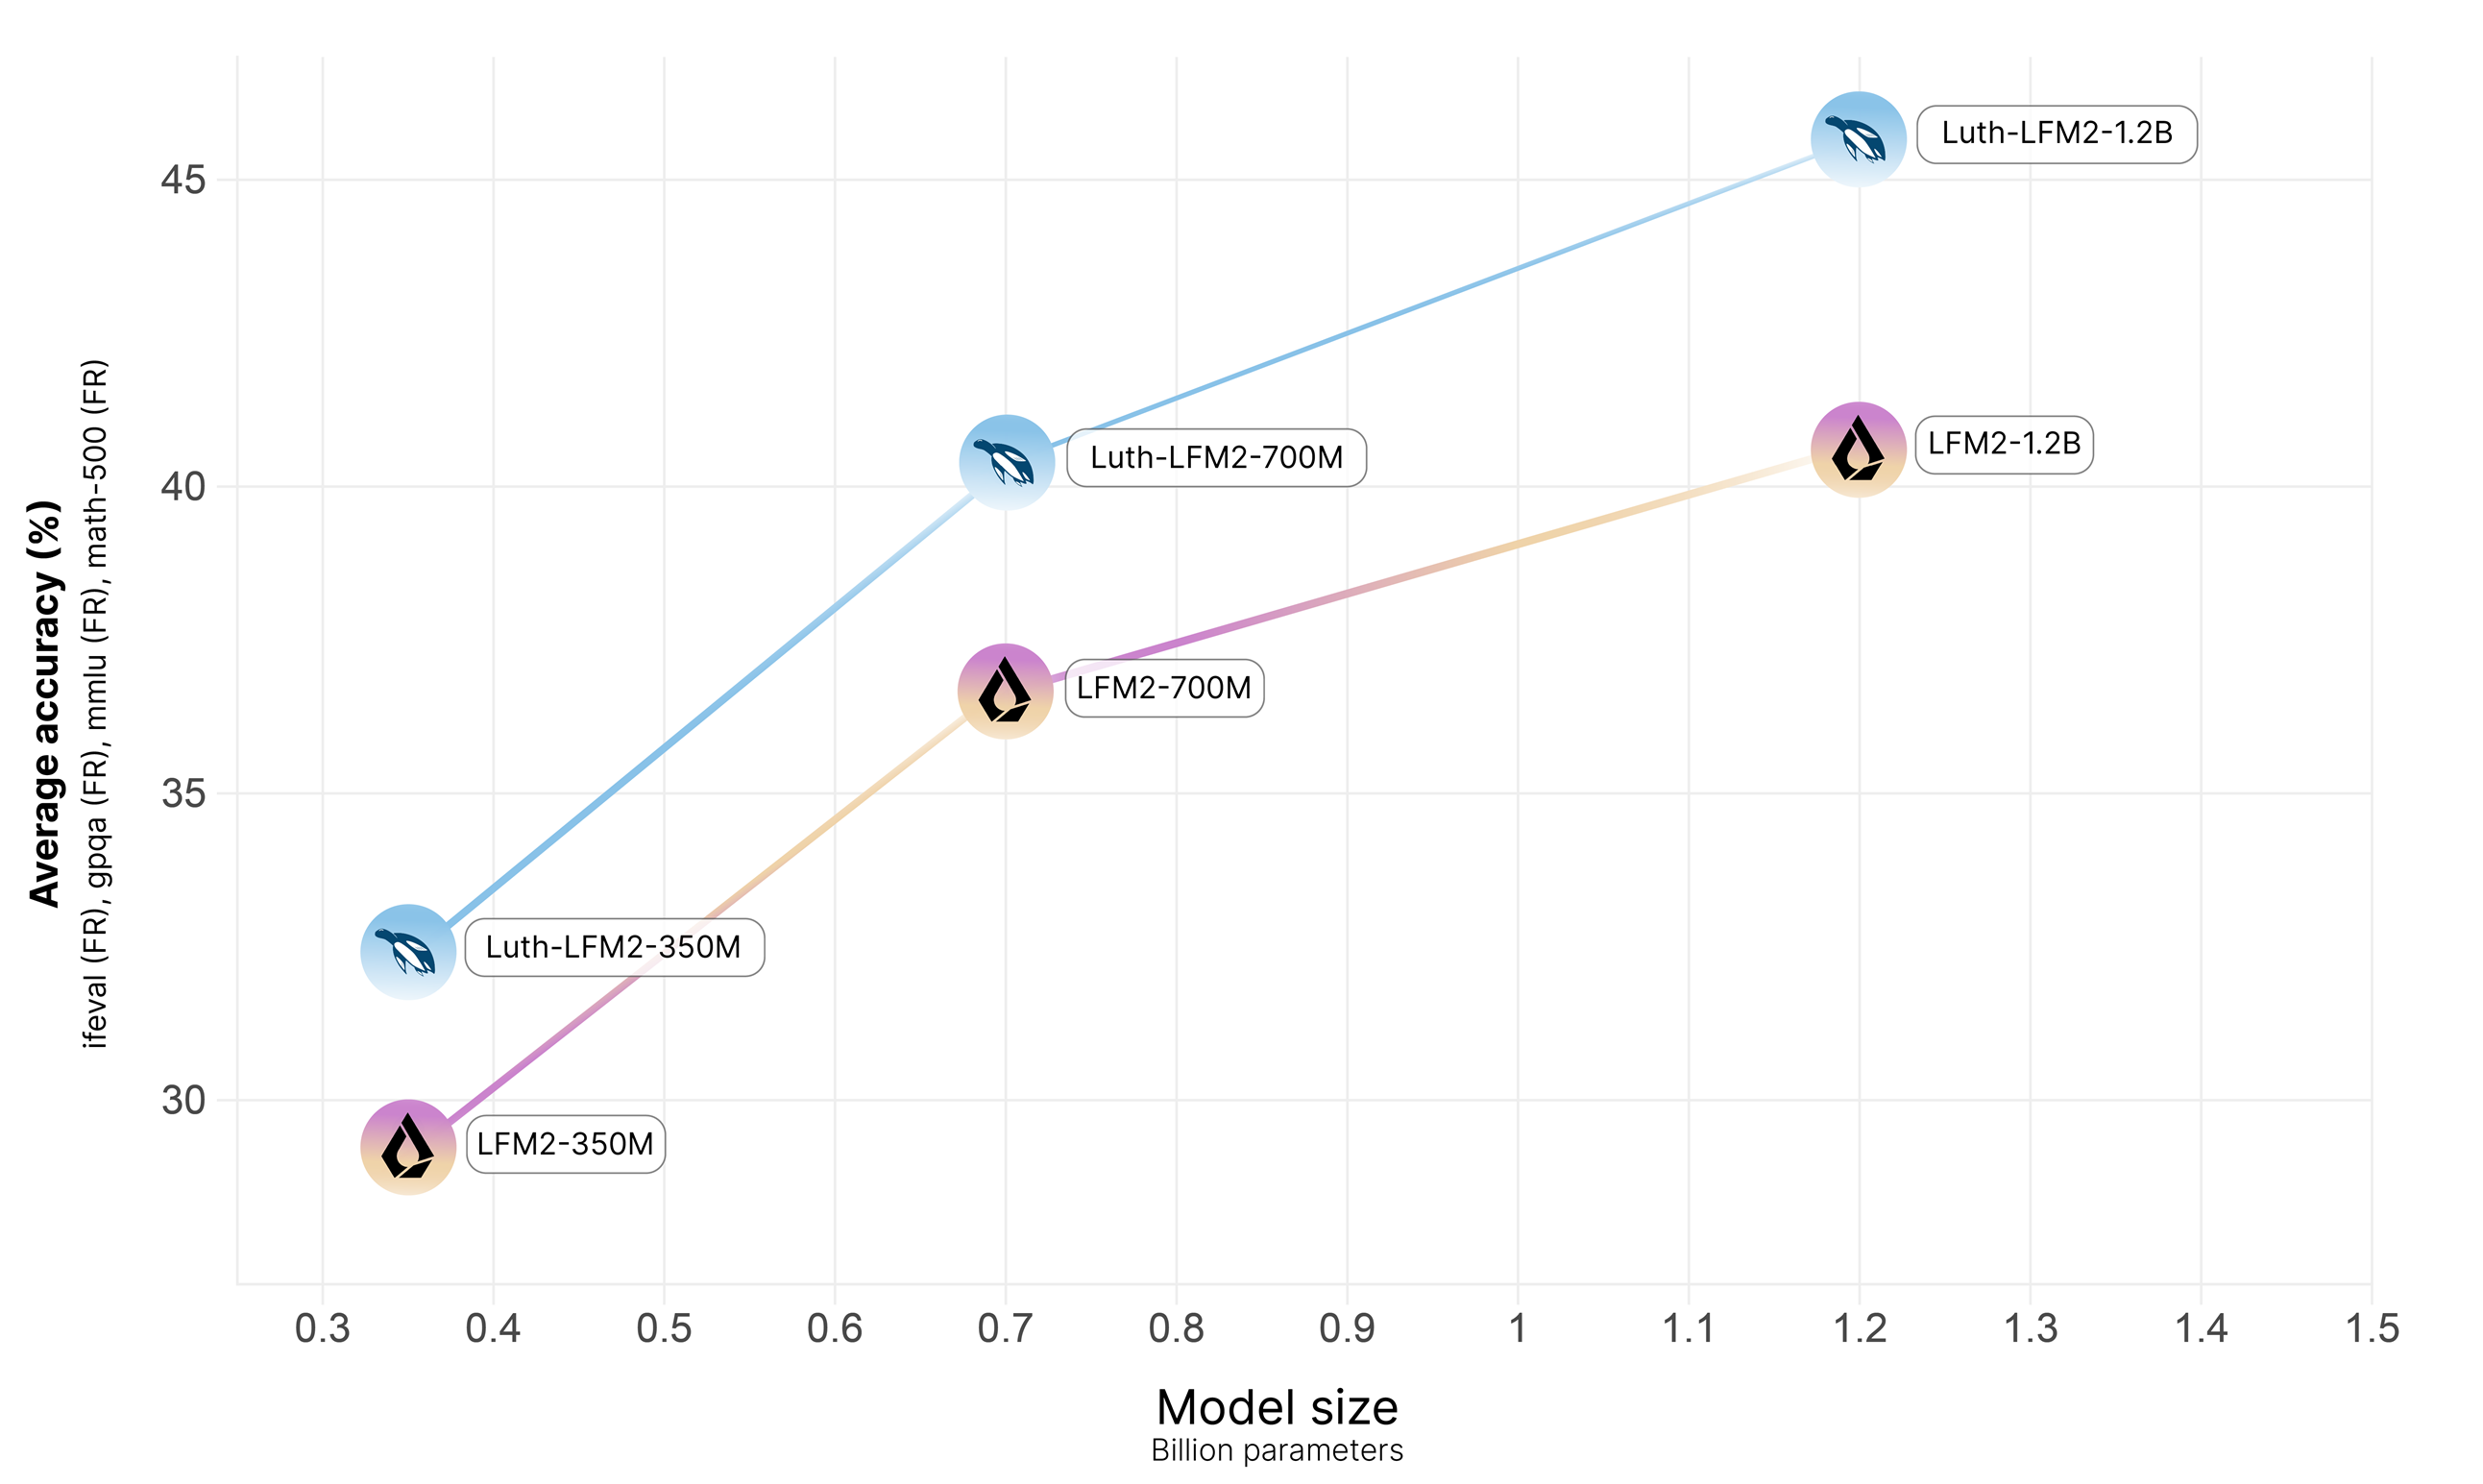 Average accuracy (%)
ifeval (FR), gpqa (FR), mmlu (FR), math-500 (FR)
45
40
35
30
Luth-LFM2-1.2B
LFM2-1.2B
Luth-LFM2-700M
LFM2-700M
Luth-LFM2-350M
LFM2-350M
0.3 0.4 0.5 0.6 0.7 0.8 0.9 1 1.1 1.2 1.3 1.4 1.5
Model size
Billion parameters